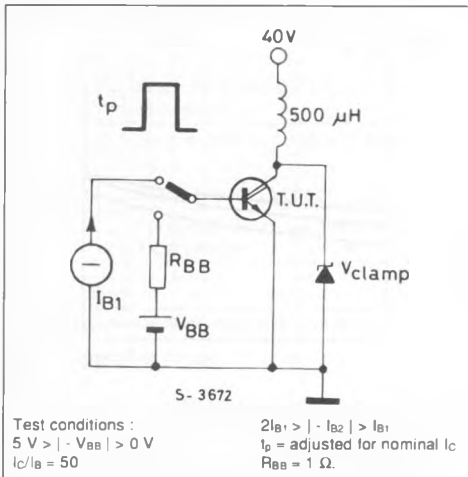 40V
tp
500 µH
T.U.T.
RBB
Vclamp
IB1
VBB
S- 3672
Test conditions :
5 V > | - VBB | > 0 V
IC/IB = 50
2IB1 > | - IB2 | > IB1
tp = adjusted for nominal IC
RBB = 1 Ω.